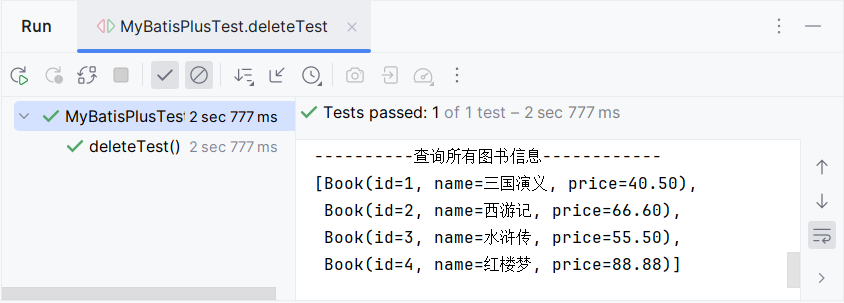 Run
MyBatisPlusTest.deleteTest
MyBatisPlusTest 2 sec 777 ms
deleteTest() 2 sec 777 ms
Tests passed: 1 of 1 test – 2 sec 777 ms
----------查询所有图书信息------------
[Book(id=1, name=三国演义, price=40.50),
Book(id=2, name=西游记, price=66.60),
Book(id=3, name=水浒传, price=55.50),
Book(id=4, name=红楼梦, price=88.88)]